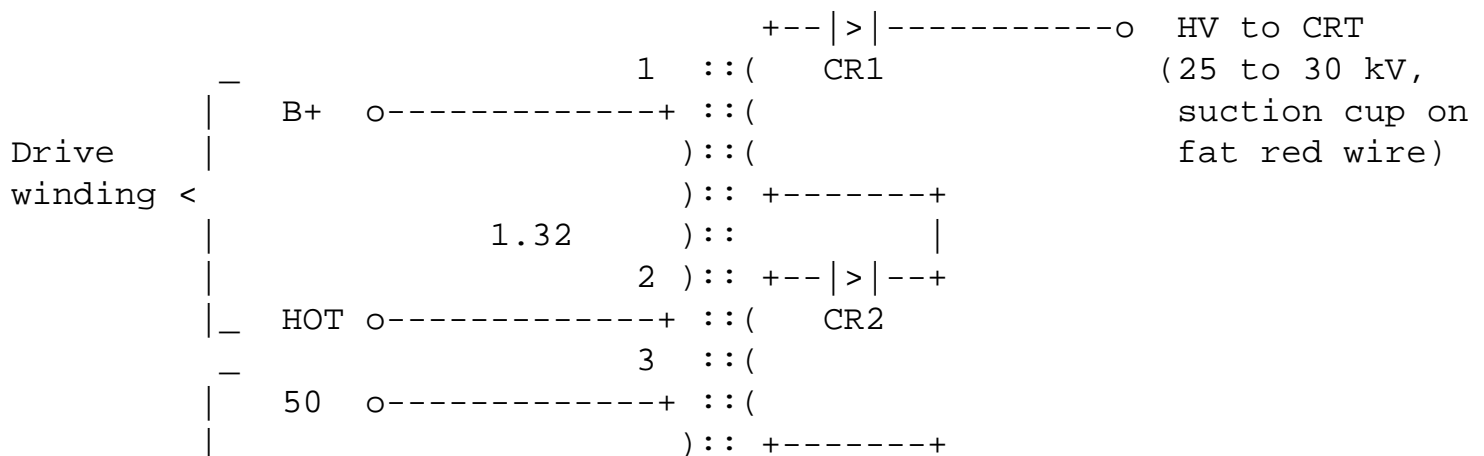 +--|>|-----------o  HV to CRT
            _                      1  ::(    CR1             (25 to 30 kV,
           |   B+  o-------------+ ::(                        suction cup on
Drive      |                      )::(                        fat red wire)
winding <                         ):: +-------+
           |            1.32      )::         |
           |                    2 ):: +--|>|--+
           |_  HOT o-------------+ ::(    CR2
            _                   3  ::(
           |   50  o-------------+ ::(
           |                      ):: +-------+